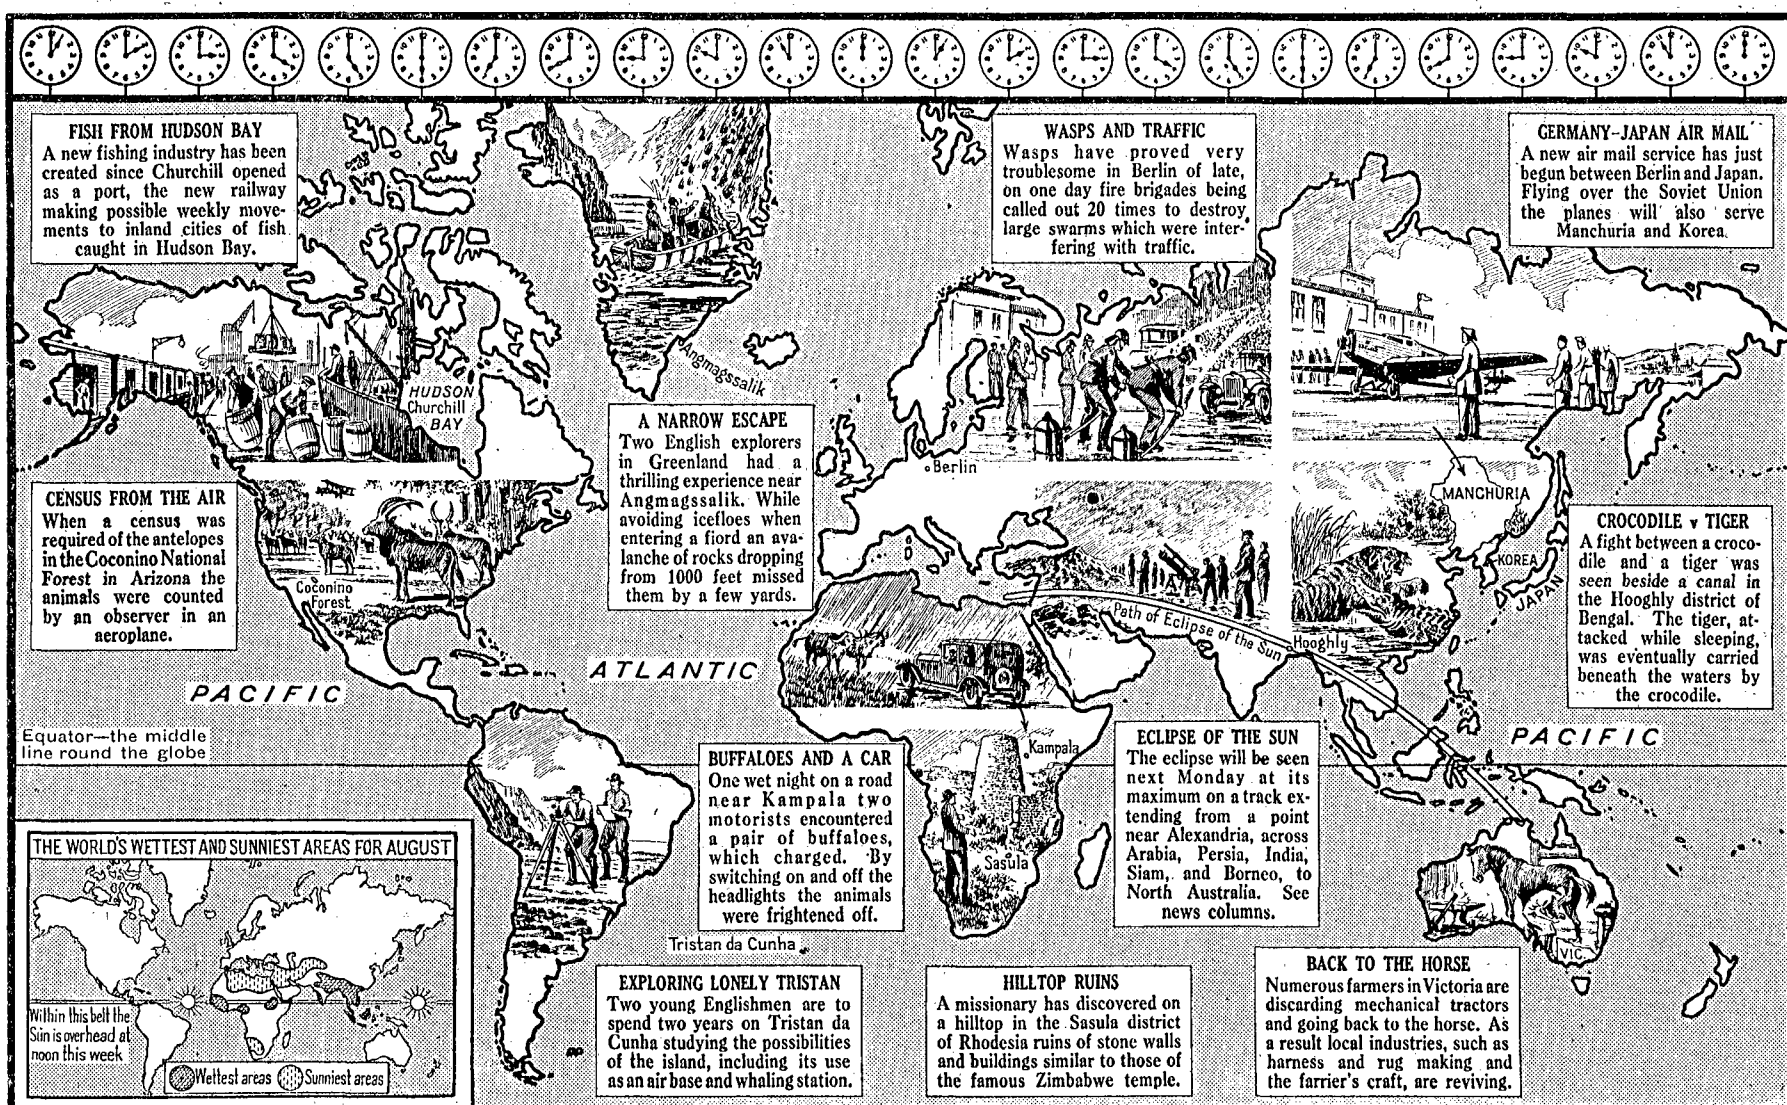 FISH FROM HUDSON BAY
A new fishing industry has been
created since Churchill opened
as a port, the new railway
making possible weekly move-
ments to inland cities of fish
caught in Hudson Bay.
WASPS AND TRAFFIC
Wasps have proved very
troublesome in Berlin of late,
on one day fire brigades being
called out 20 times to destroy
large swarms which were inter-
fering with traffic.
GERMANY–JAPAN AIR MAIL
A new air mail service has just
begun between Berlin and Japan.
Flying over the Soviet Union
the planes will also serve
Manchuria and Korea.
Angmagssalik
HUDSON
Churchill
BAY
A NARROW ESCAPE
Two English explorers
in Greenland had a
thrilling experience near
Angmagssalik. While
avoiding icefloes when
entering a fiord an ava-
lanche of rocks dropping
from 1000 feet missed
them by a few yards.
Berlin
MANCHURIA
KOREA
JAPAN
CENSUS FROM THE AIR
When a census was
required of the antelopes
in the Coconino National
Forest in Arizona the
animals were counted
by an observer in an
aeroplane.
Coconino
Forest
CROCODILE v TIGER
A fight between a croco-
dile and a tiger was
seen beside a canal in
the Hooghly district of
Bengal. The tiger, at-
tacked while sleeping,
was eventually carried
beneath the waters by
the crocodile.
Path of Eclipse of the Sun
Hooghly
ATLANTIC
PACIFIC
PACIFIC
Equator—the middle
line round the globe
Kampala
BUFFALOES AND A CAR
One wet night on a road
near Kampala two
motorists encountered
a pair of buffaloes,
which charged. By
switching on and off the
headlights the animals
were frightened off.
ECLIPSE OF THE SUN
The eclipse will be seen
next Monday at its
maximum on a track ex-
tending from a point
near Alexandria, across
Arabia, Persia, India,
Siam, and Borneo, to
North Australia. See
news columns.
Sasula
Tristan da Cunha
VIC.
THE WORLD'S WETTEST AND SUNNIEST AREAS FOR AUGUST
Within this belt the
Sun is overhead at
noon this week
Wettest areas
Sunniest areas
EXPLORING LONELY TRISTAN
Two young Englishmen are to
spend two years on Tristan da
Cunha studying the possibilities
of the island, including its use
as an air base and whaling station.
HILLTOP RUINS
A missionary has discovered on
a hilltop in the Sasula district
of Rhodesia ruins of stone walls
and buildings similar to those of
the famous Zimbabwe temple.
BACK TO THE HORSE
Numerous farmers in Victoria are
discarding mechanical tractors
and going back to the horse. As
a result local industries, such as
harness and rug making and
the farrier's craft, are reviving.